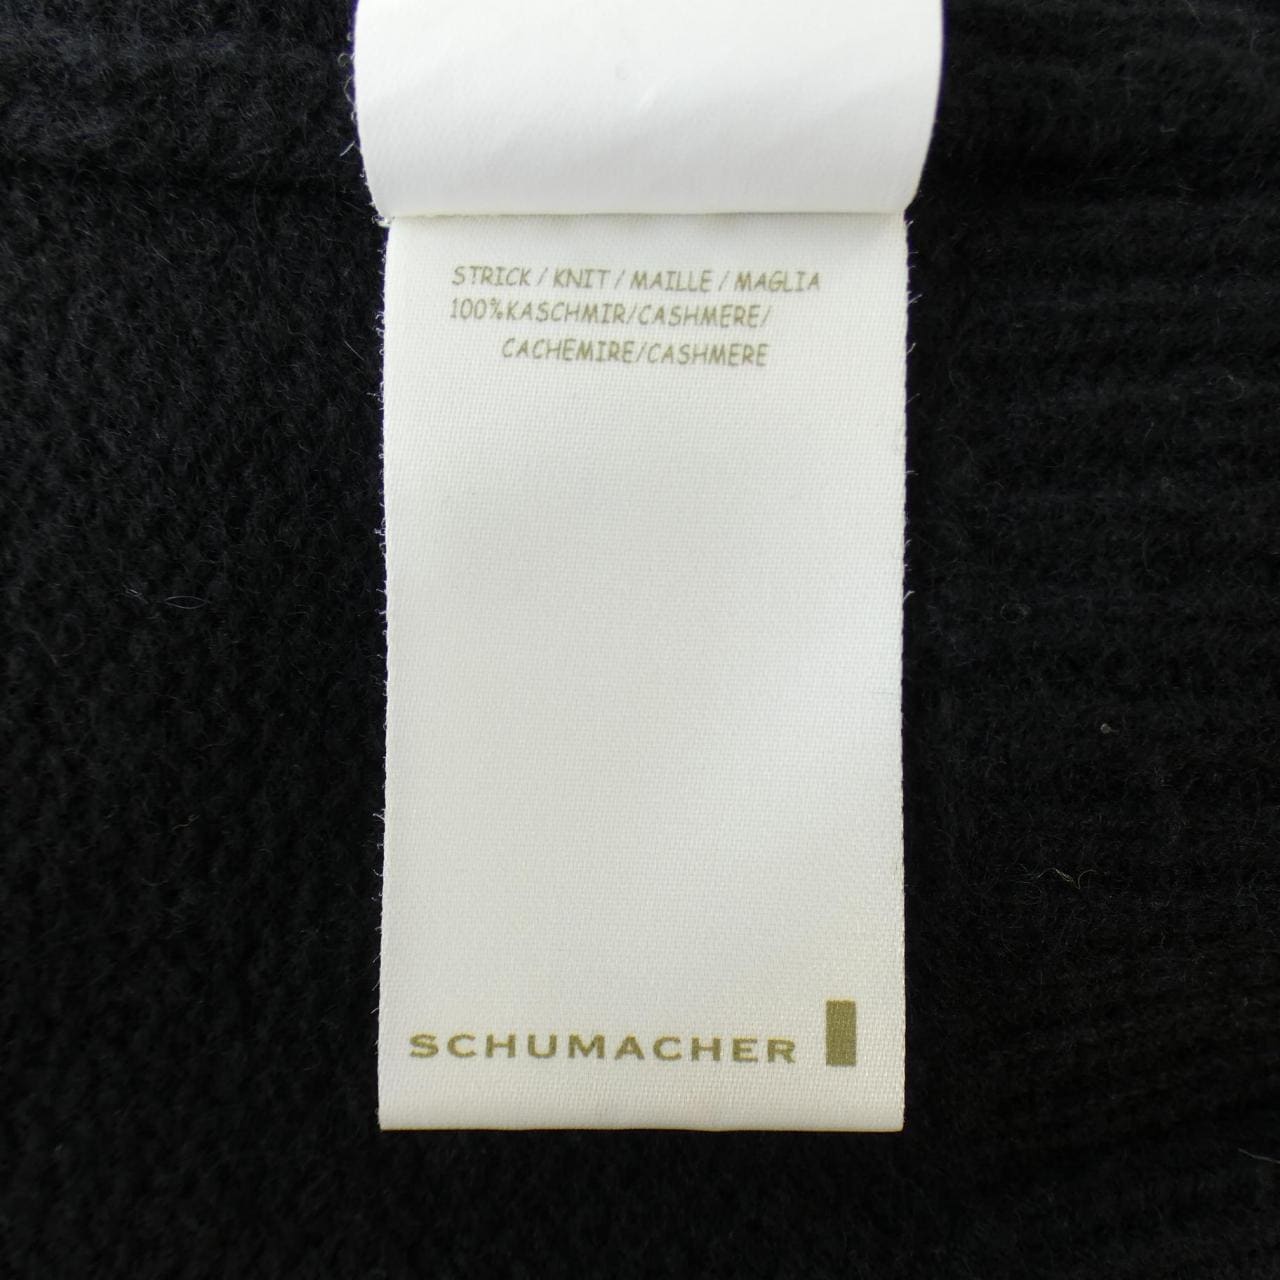 STRICK / KNIT / MAILLE / MAGLIA
100%KASCHMIR/CASHMERE/
CACHEMIRE/CASHMERE
SCHUMACHER